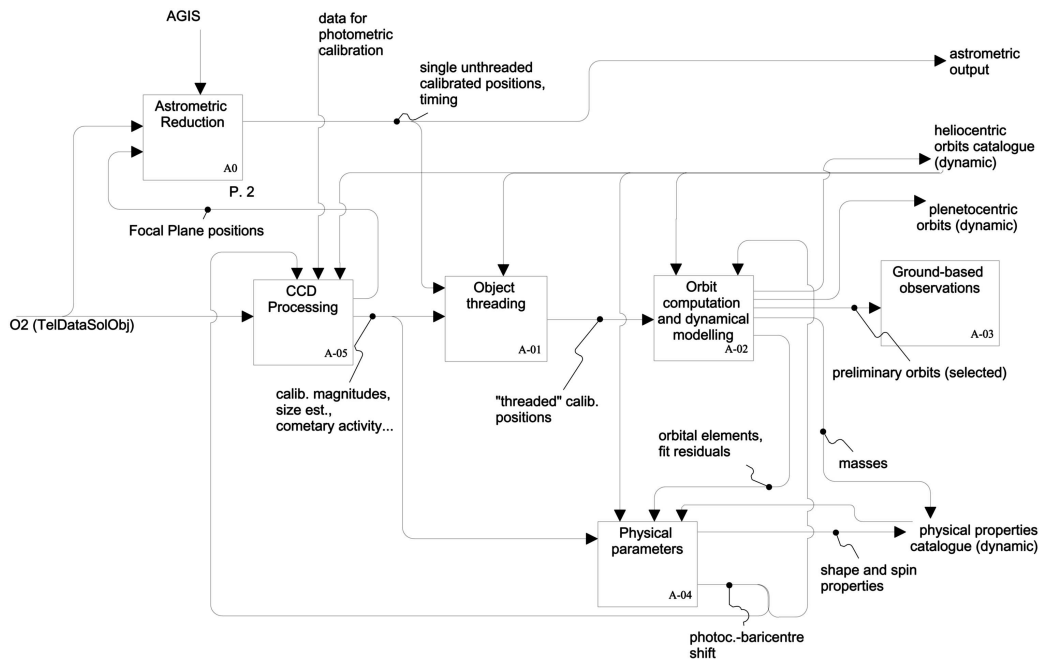 AGIS
data for
photometric
calibration
single unthreaded
calibrated positions,
timing
astrometric
output
Astrometric
Reduction
A0
P. 2
heliocentric
orbits catalogue
(dynamic)
plenetocentric
orbits (dynamic)
Focal Plane positions
O2 (TelDataSolObj)
CCD
Processing
A-05
Object
threading
A-01
Orbit
computation
and dynamical
modelling
A-02
Ground-based
observations
A-03
calib. magnitudes,
size est.,
cometary activity...
"threaded" calib.
positions
preliminary orbits (selected)
orbital elements,
fit residuals
masses
Physical
parameters
A-04
physical properties
catalogue (dynamic)
shape and spin
properties
photoc.-baricentre
shift